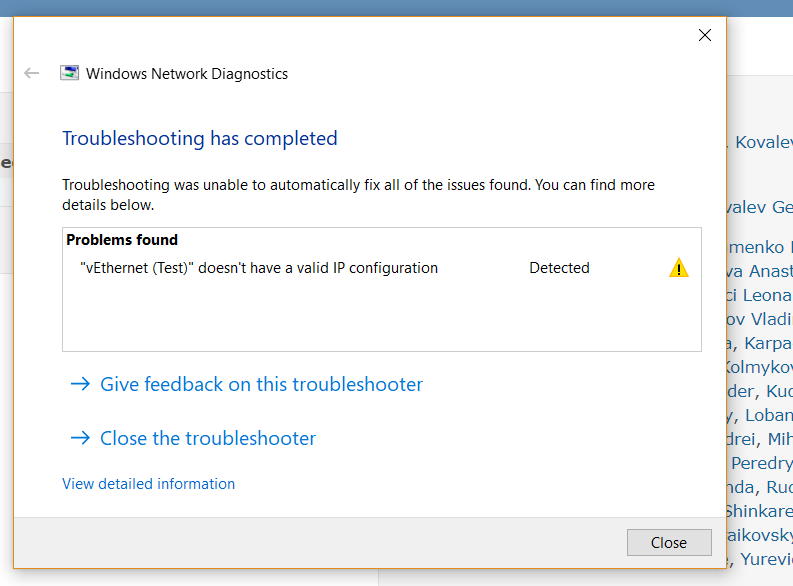 Windows Network Diagnostics
Troubleshooting has completed
Troubleshooting was unable to automatically fix all of the issues found. You can find more
details below.
Problems found
"vEthernet (Test)" doesn't have a valid IP configuration Detected
Give feedback on this troubleshooter
Close the troubleshooter
View detailed information
Close
. Kovalev
valev Ge
menko
va Anast
ci Leona
ov Vladi
a, Karpa
Kolmykov
der, Kud
y, Loban
drei, Mih
Peredry
nda, Rud
Shinkare
aikovsky
, Yurevi